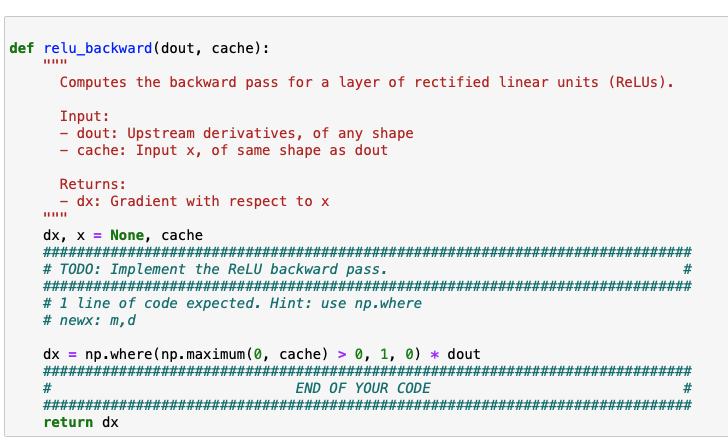 def relu_backward(dout, cache):
    """
      Computes the backward pass for a layer of rectified linear units (ReLUs).

      Input:
      - dout: Upstream derivatives, of any shape
      - cache: Input x, of same shape as dout

      Returns:
      - dx: Gradient with respect to x
    """
    dx, x = None, cache
    #############################################################################
    # TODO: Implement the ReLU backward pass.                                   #
    #############################################################################
    # 1 line of code expected. Hint: use np.where
    # newx: m,d

    dx = np.where(np.maximum(0, cache) > 0, 1, 0) * dout
    #############################################################################
    #                             END OF YOUR CODE                              #
    #############################################################################
    return dx